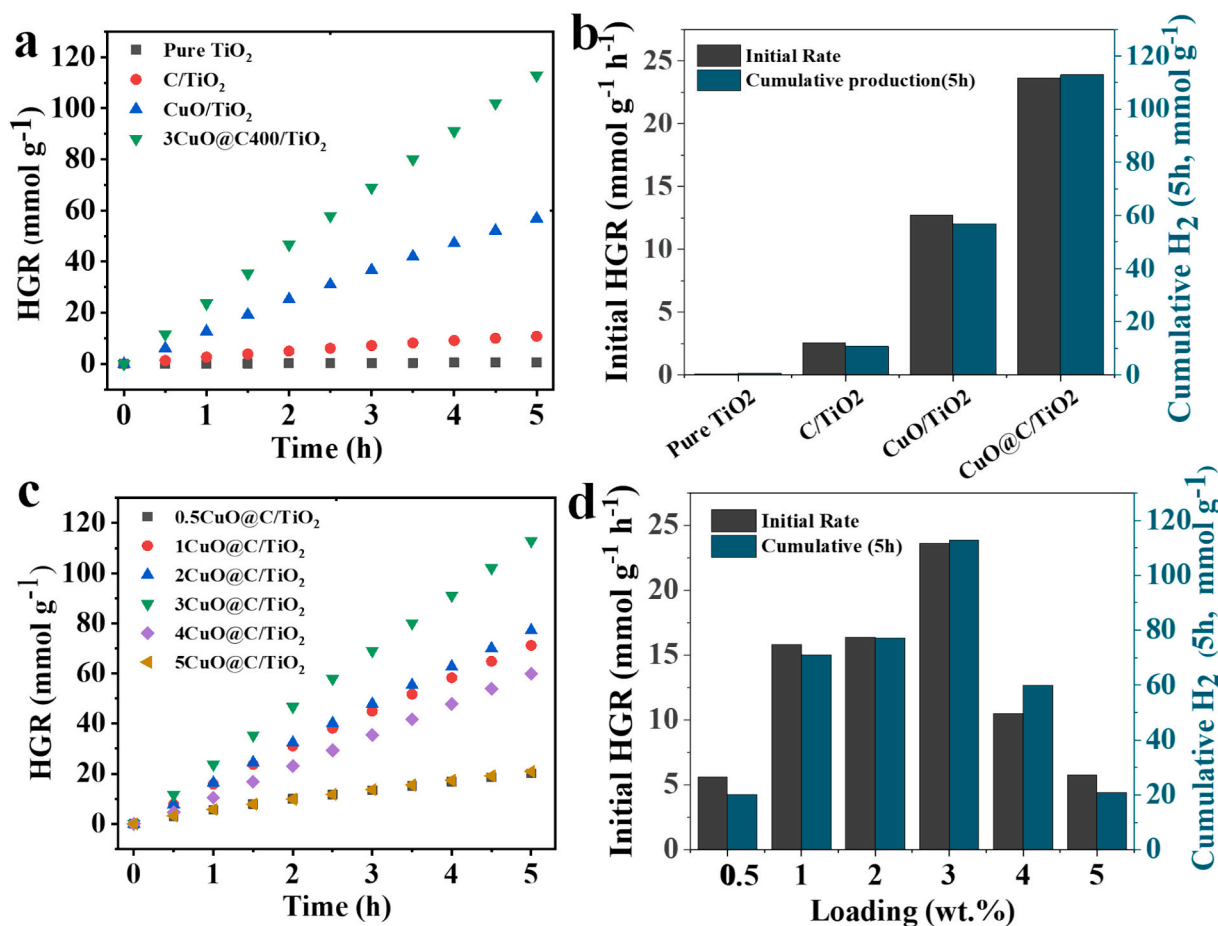 a
Pure TiO₂
C/TiO₂
CuO/TiO₂
3CuO@C400/TiO₂
HGR (mmol g⁻¹)
120
100
80
60
40
20
0
0 1 2 3 4 5
Time (h)
b
Initial Rate
Cumulative production(5h)
Initial HGR (mmol g⁻¹ h⁻¹)
25
20
15
10
5
0
Pure TiO2
C/TiO2
CuO/TiO2
CuO@C/TiO2
120
100
80
60
40
20
0
Cumulative H₂ (5h, mmol g⁻¹)
c
0.5CuO@C/TiO₂
1CuO@C/TiO₂
2CuO@C/TiO₂
3CuO@C/TiO₂
4CuO@C/TiO₂
5CuO@C/TiO₂
HGR (mmol g⁻¹)
120
100
80
60
40
20
0
0 1 2 3 4 5
Time (h)
d
Initial Rate
Cumulative (5h)
Initial HGR (mmol g⁻¹ h⁻¹)
25
20
15
10
5
0
0.5 1 2 3 4 5
Loading (wt.%)
120
100
80
60
40
20
0
Cumulative H₂ (5h, mmol g⁻¹)